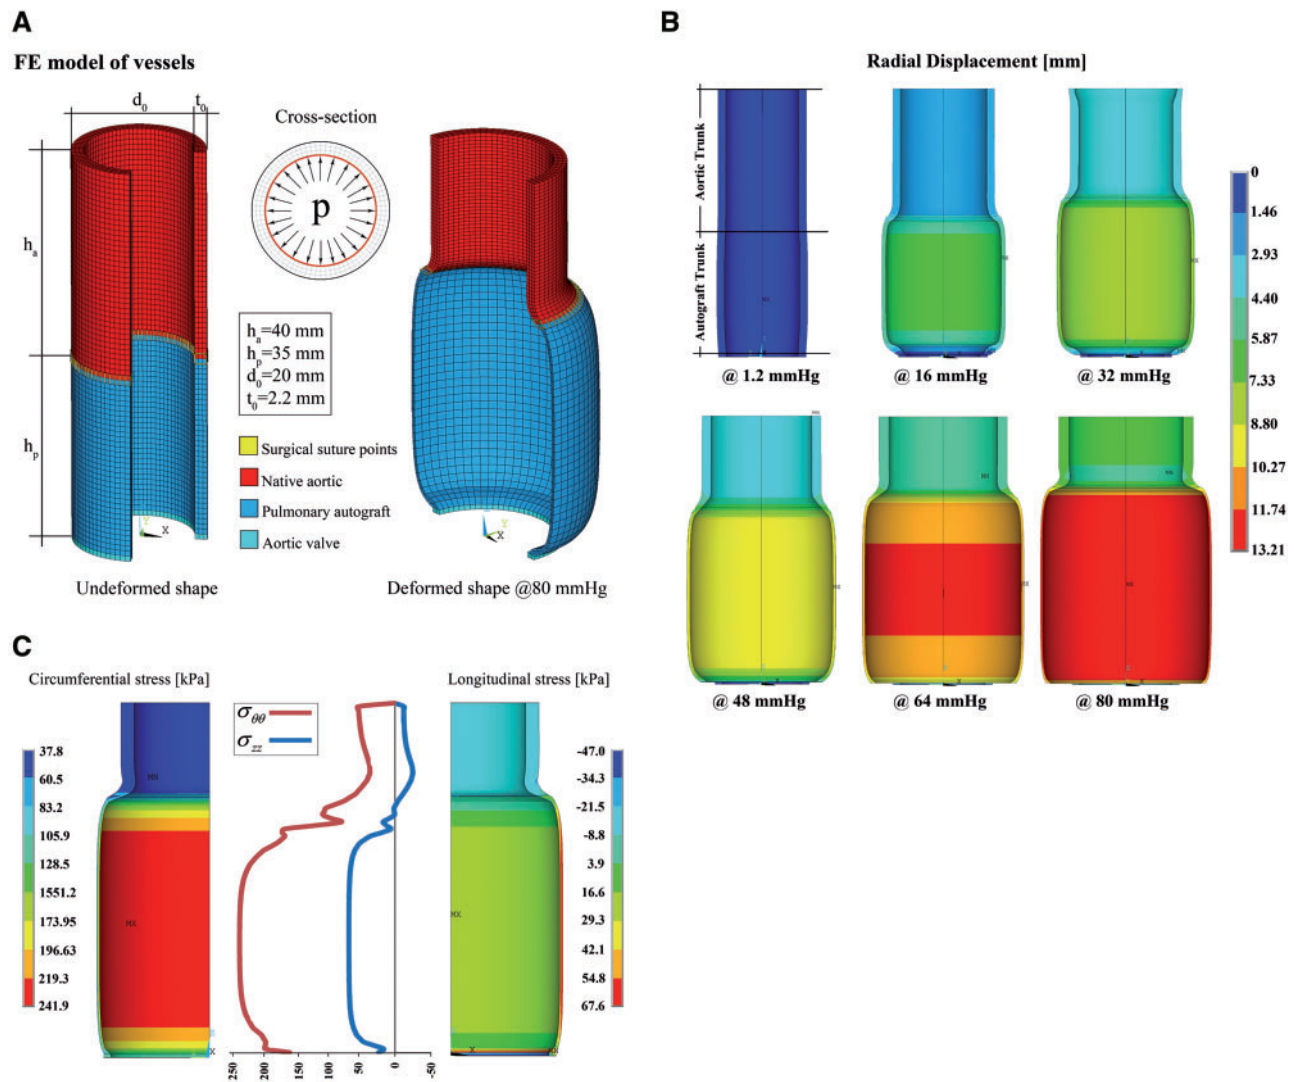 A
FE model of vessels
d₀
t₀
Cross-section
p
hₐ
hₚ
hₐ=40 mm
hₚ=35 mm
d₀=20 mm
t₀=2.2 mm
Surgical suture points
Native aortic
Pulmonary autograft
Aortic valve
Y
X
Y
X
Undeformed shape
Deformed shape @80 mmHg
B
Radial Displacement [mm]
Aortic Trunk
Autograft Trunk
@ 1.2 mmHg
@ 16 mmHg
@ 32 mmHg
@ 48 mmHg
@ 64 mmHg
@ 80 mmHg
0
1.46
2.93
4.40
5.87
7.33
8.80
10.27
11.74
13.21
C
Circumferential stress [kPa]
37.8
60.5
83.2
105.9
128.5
1551.2
173.95
196.63
219.3
241.9
MN
MX
X
σθθ
σzz
250
200
150
100
50
0
-50
Longitudinal stress [kPa]
MX
X
-47.0
-34.3
-21.5
-8.8
3.9
16.6
29.3
42.1
54.8
67.6